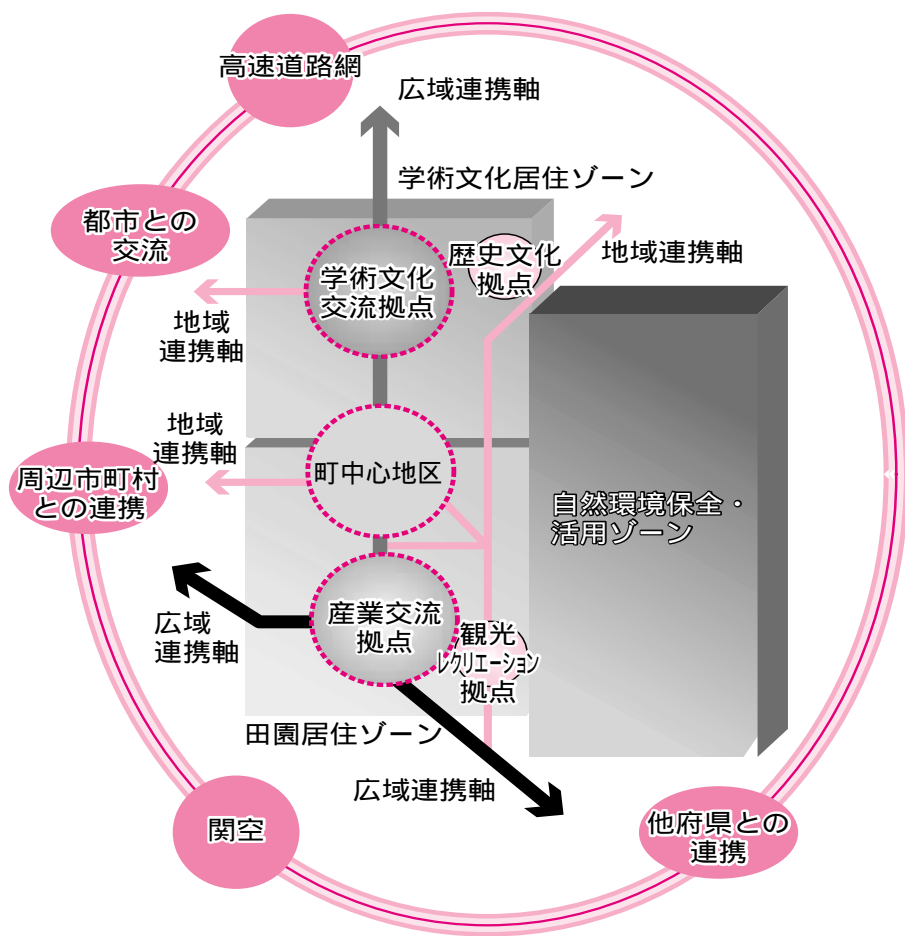 高速道路網
広域連携軸
学術文化居住ゾーン
都市との
交流
歴史文化
拠点
地域連携軸
学術文化
交流拠点
地域
連携軸
地域
連携軸
町中心地区
周辺市町村
との連携
自然環境保全・
活用ゾーン
広域
連携軸
産業交流
拠点
観光
レクリエーション
拠点
田園居住ゾーン
広域連携軸
関空
他府県との
連携